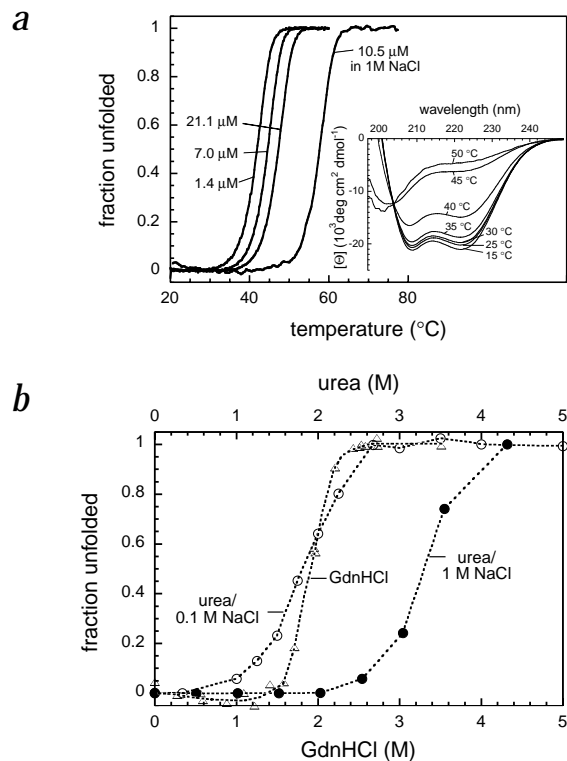 a
fraction unfolded
1
0.8
0.6
0.4
0.2
0
20
40
60
80
temperature (°C)
10.5 µM
in 1M NaCl
21.1 µM
7.0 µM
1.4 µM
wavelength (nm)
200
210
220
230
240
0
-10
-20
[Θ] (10³deg cm² dmol⁻¹)
50 °C
45 °C
40 °C
35 °C
30 °C
25 °C
15 °C
b
urea (M)
0
1
2
3
4
5
fraction unfolded
1
0.8
0.6
0.4
0.2
0
urea/
0.1 M NaCl
GdnHCl
urea/
1 M NaCl
0
1
2
3
4
5
GdnHCl (M)